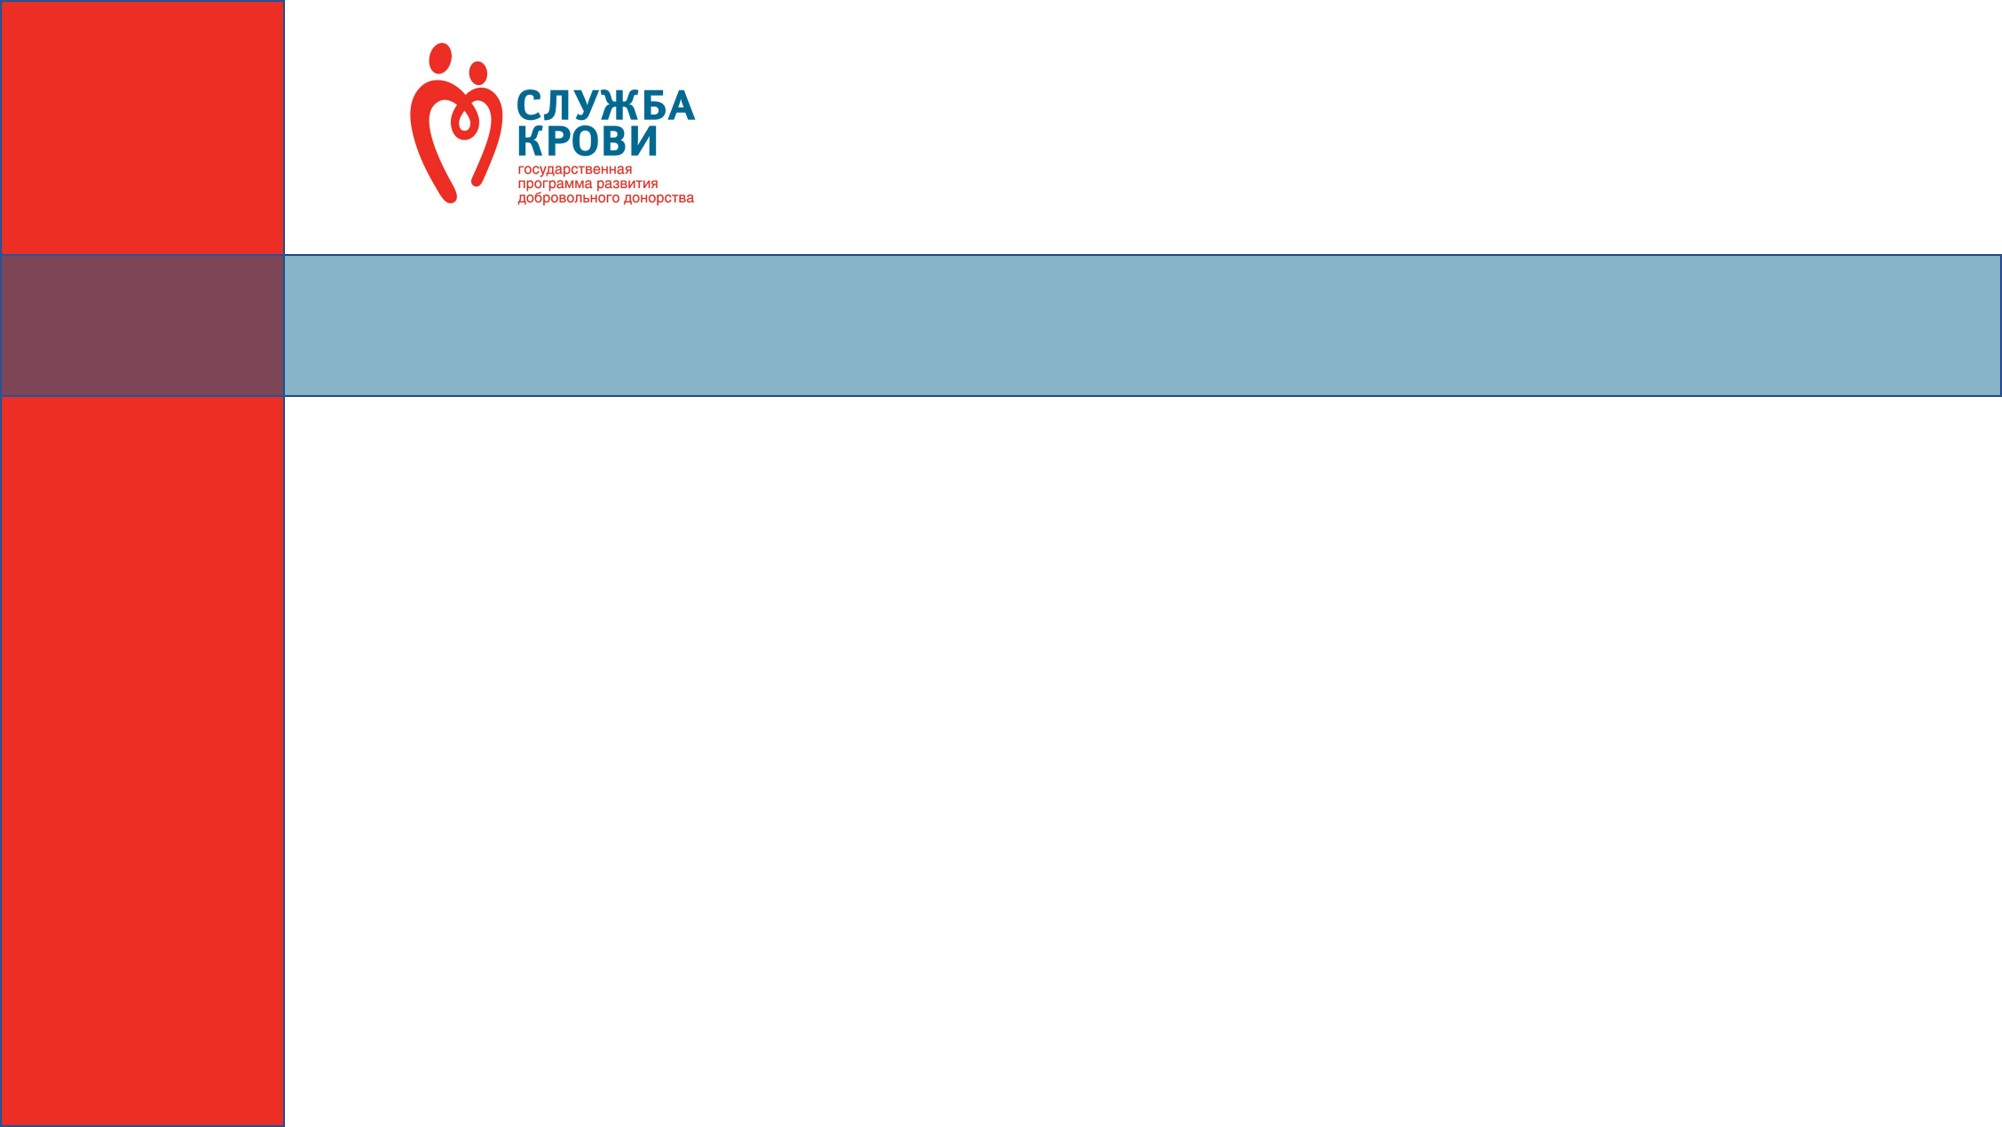 СЛУЖБА
КРОВИ
государственная
программа развития
добровольного донорства